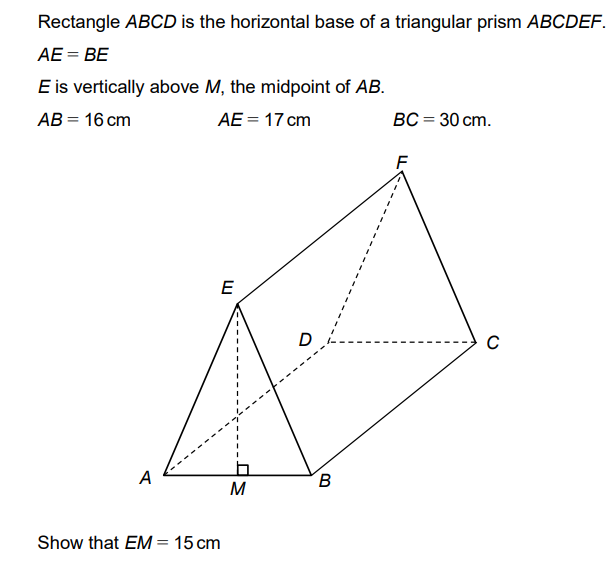 Rectangle ABCD is the horizontal base of a triangular prism ABCDEF.
AE = BE
E is vertically above M, the midpoint of AB.
AB = 16 cm AE = 17 cm BC = 30 cm.
F
E
D
C
A
B
M
Show that EM = 15 cm